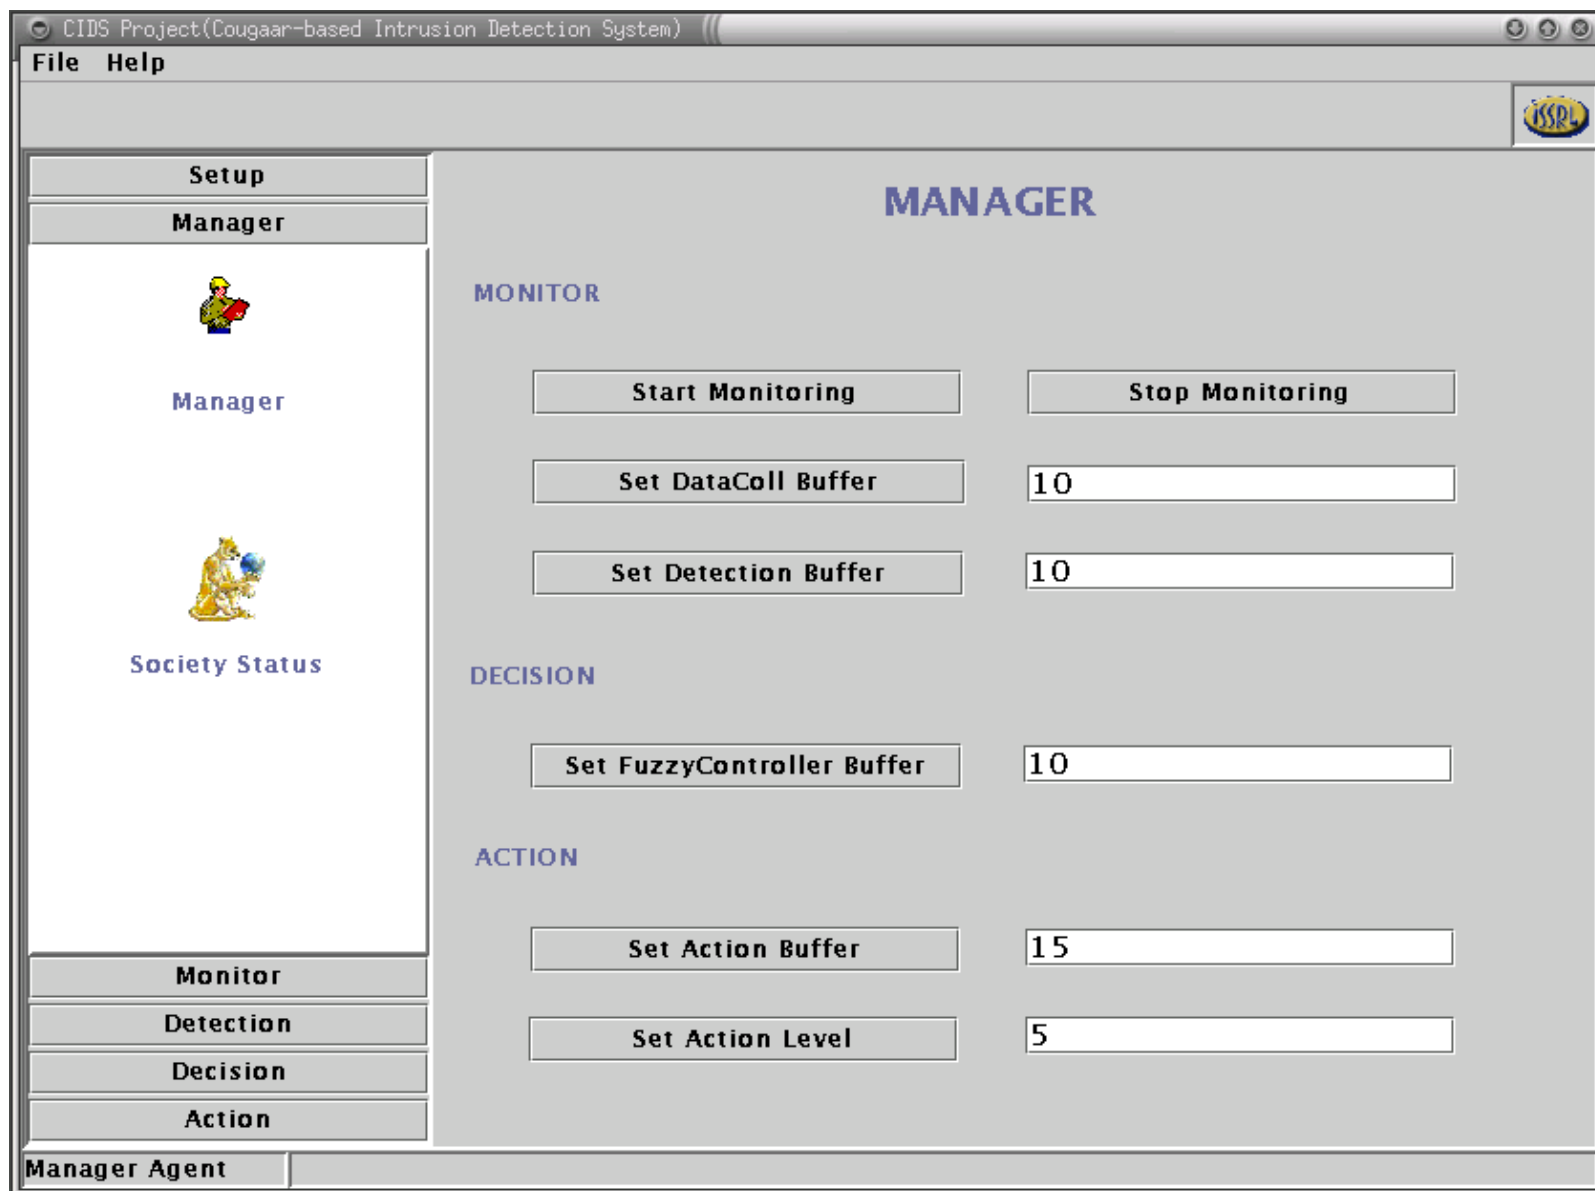 CIDS Project(Cougaar-based Intrusion Detection System)
File Help
iSSRL
Setup
Manager
Manager
Society Status
Monitor
Detection
Decision
Action
MANAGER
MONITOR
Start Monitoring Stop Monitoring
Set DataColl Buffer 10
Set Detection Buffer 10
DECISION
Set FuzzyController Buffer 10
ACTION
Set Action Buffer 15
Set Action Level 5
Manager Agent